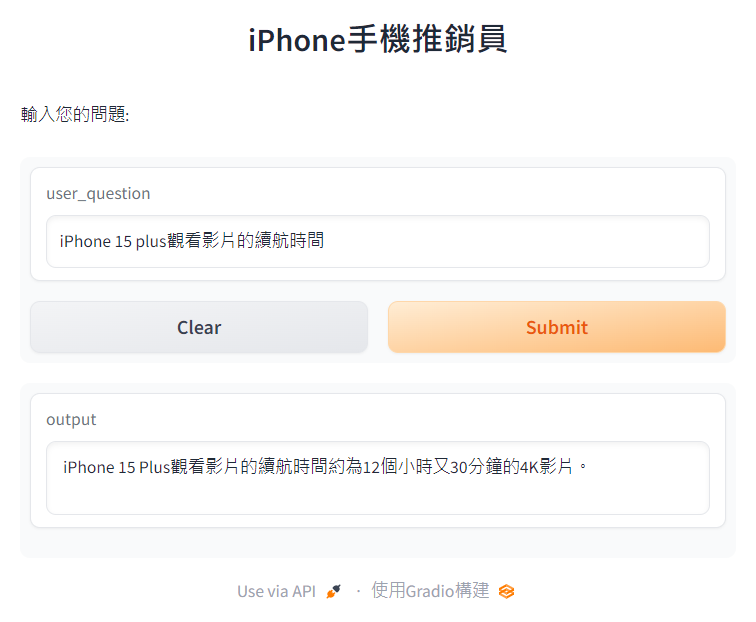 iPhone手機推銷員
輸入您的問題:
user_question
iPhone 15 plus觀看影片的續航時間
Clear
Submit
output
iPhone 15 Plus觀看影片的續航時間約為12個小時又30分鐘的4K影片。
Use via API · 使用Gradio構建